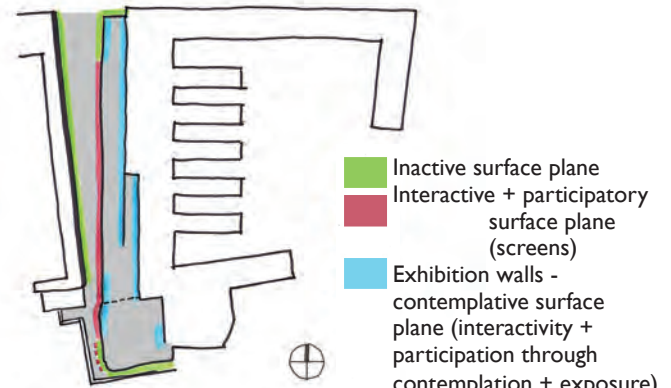 Inactive surface plane
Interactive + participatory
surface plane
(screens)
Exhibition walls -
contemplative surface
plane (interactivity +
participation through
contemplation + exposure)